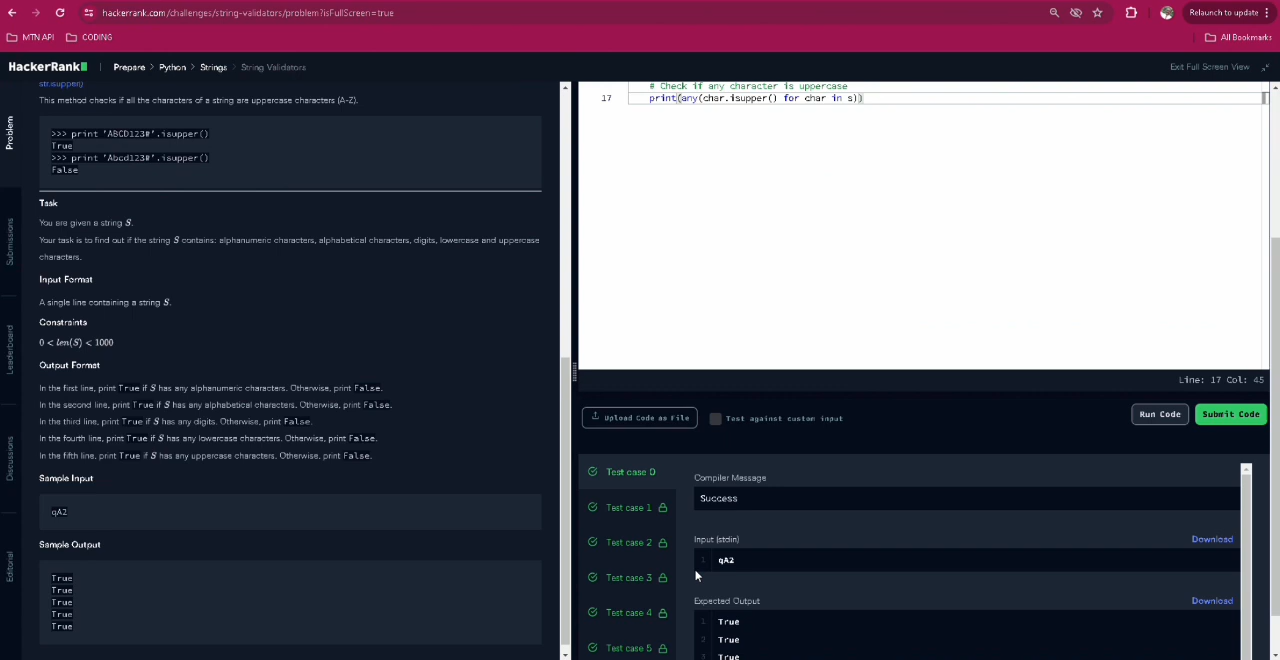 hackerrank.com/challenges/string-validators/problem?isFullScreen=true
Relaunch to update
MTN API
CODING
All Bookmarks
HackerRank
Prepare > Python > Strings > String Validators
Exit Full Screen View
Problem
Submissions
Leaderboard
Discussions
Editorial
str.isupper()
This method checks if all the characters of a string are uppercase characters (A-Z).
>>> print 'ABCD123#'.isupper()
True
>>> print 'Abcd123#'.isupper()
False
Task
You are given a string S.
Your task is to find out if the string S contains: alphanumeric characters, alphabetical characters, digits, lowercase and uppercase
characters.
Input Format
A single line containing a string S.
Constraints
0 < len(S) < 1000
Output Format
In the first line, print True if S has any alphanumeric characters. Otherwise, print False.
In the second line, print True if S has any alphabetical characters. Otherwise, print False.
In the third line, print True if S has any digits. Otherwise, print False.
In the fourth line, print True if S has any lowercase characters. Otherwise, print False.
In the fifth line, print True if S has any uppercase characters. Otherwise, print False.
Sample Input
qA2
Sample Output
True
True
True
True
True
# Check if any character is uppercase
17 print(any(char.isupper() for char in s))
Line: 17 Col: 45
Upload Code as File
Test against custom input
Run Code
Submit Code
Test case 0
Test case 1
Test case 2
Test case 3
Test case 4
Test case 5
Compiler Message
Success
Input (stdin)
Download
1 qA2
Expected Output
Download
1 True
2 True
3 True